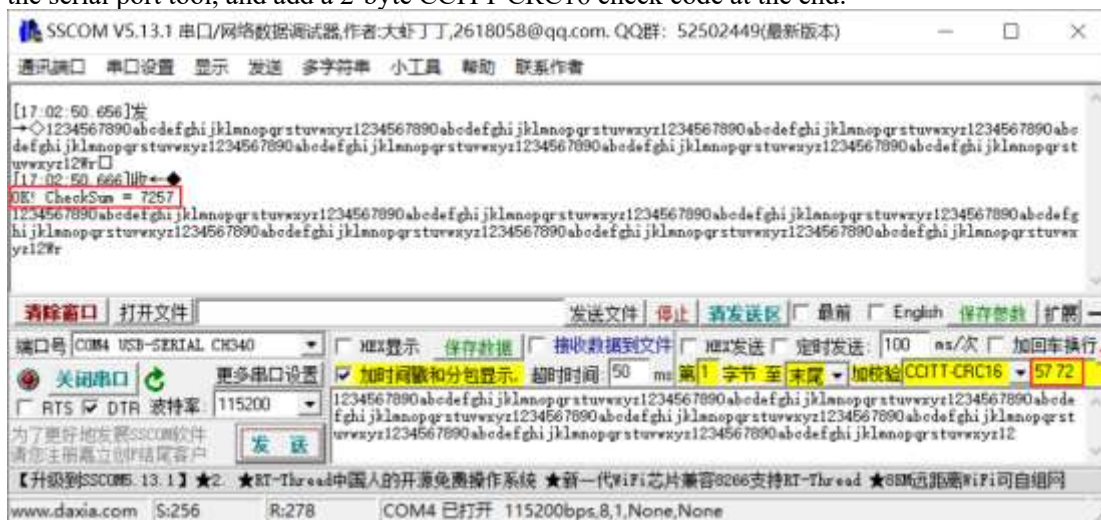 the serial port tool, and add a 2-byte CCITT-CRC16 check code at the end.
SSCOM V5.13.1 串口/网络数据调试器,作者:大虾丁丁,2618058@qq.com. QQ群: 52502449(最新版本)
通讯端口 串口设置 显示 发送 多字符串 小工具 帮助 联系作者
[17:02:50.656]发
→◇1234567890abcdefghijklmnopqrstuvwxyz1234567890abcdefghijklmnopqrstuvwxyz1234567890abcdefghijklmnopqrstuvwxyz1234567890abc
defghijklmnopqrstuvwxyz1234567890abcdefghijklmnopqrstuvwxyz1234567890abcdefghijklmnopqrstuvwxyz1234567890abcdefghijklmnopqrst
uvwxyz12Wr□
[17:02:50.666]收←◆
OK! CheckSum = 7257
1234567890abcdefghijklmnopqrstuvwxyz1234567890abcdefghijklmnopqrstuvwxyz1234567890abcdefghijklmnopqrstuvwxyz1234567890abcdefg
hijklmnopqrstuvwxyz1234567890abcdefghijklmnopqrstuvwxyz1234567890abcdefghijklmnopqrstuvwxyz1234567890abcdefghijklmnopqrstuvwx
yz12Wr
清除窗口 打开文件 发送文件 停止 清发送区 最前 English 保存参数 扩展 —
端口号 COM4 USB-SERIAL CH340 HEX显示 保存数据 接收数据到文件 HEX发送 定时发送: 100 ms/次 加回车换行
关闭串口 更多串口设置 加时间戳和分包显示. 超时时间: 50 ms 第1 字节 至 末尾 加校验 CCITT-CRC16 57 72
RTS DTR 波特率: 115200
1234567890abcdefghijklmnopqrstuvwxyz1234567890abcdefghijklmnopqrstuvwxyz1234567890abcdefghijklmnopqrstuvwxyz1234567890abcde
fghijklmnopqrstuvwxyz1234567890abcdefghijklmnopqrstuvwxyz1234567890abcdefghijklmnopqrstuvwxyz1234567890abcdefghijklmnopqrst
uvwxyz1234567890abcdefghijklmnopqrstuvwxyz12
为了更好地发展SSCOM软件
请您注册嘉立创F结尾客户
发 送
【升级到SSCOM5.13.1】★2. ★RT-Thread中国人的开源免费操作系统 ★新一代WiFi芯片兼容8266支持RT-Thread ★8KM远距离WiFi可自组网
www.daxia.com S:256 R:278 COM4 已打开 115200bps,8,1,None,None